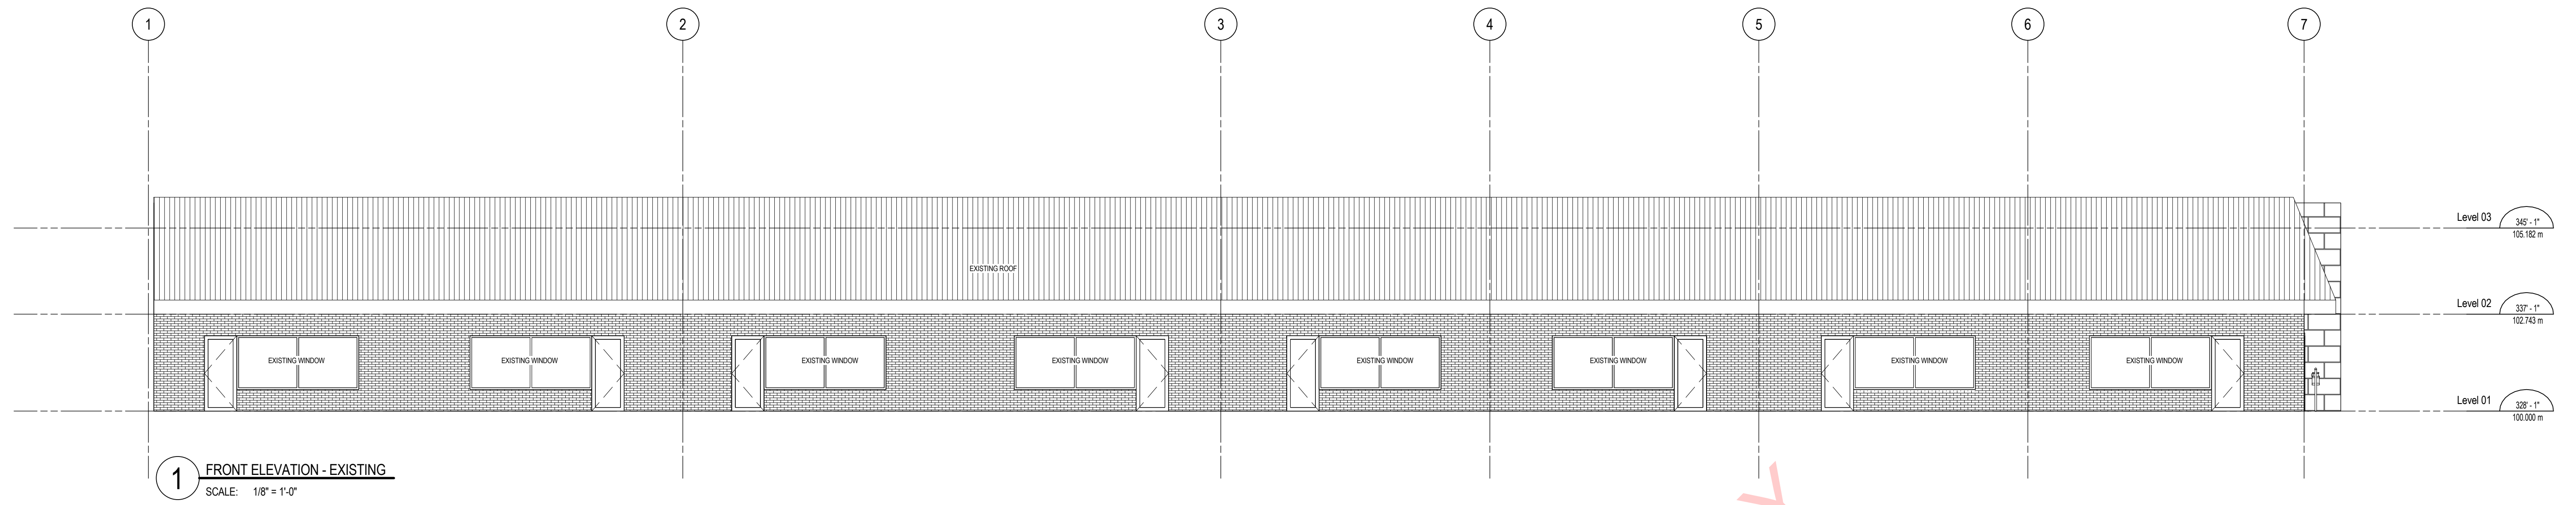 1 2 3 4 5 6 7
Level 03 345' - 1"
105.182 m
EXISTING ROOF
Level 02 337' - 1"
102.743 m
EXISTING WINDOW EXISTING WINDOW EXISTING WINDOW EXISTING WINDOW EXISTING WINDOW EXISTING WINDOW EXISTING WINDOW EXISTING WINDOW
Level 01 328' - 1"
100.000 m
1 FRONT ELEVATION - EXISTING
SCALE: 1/8" = 1'-0"